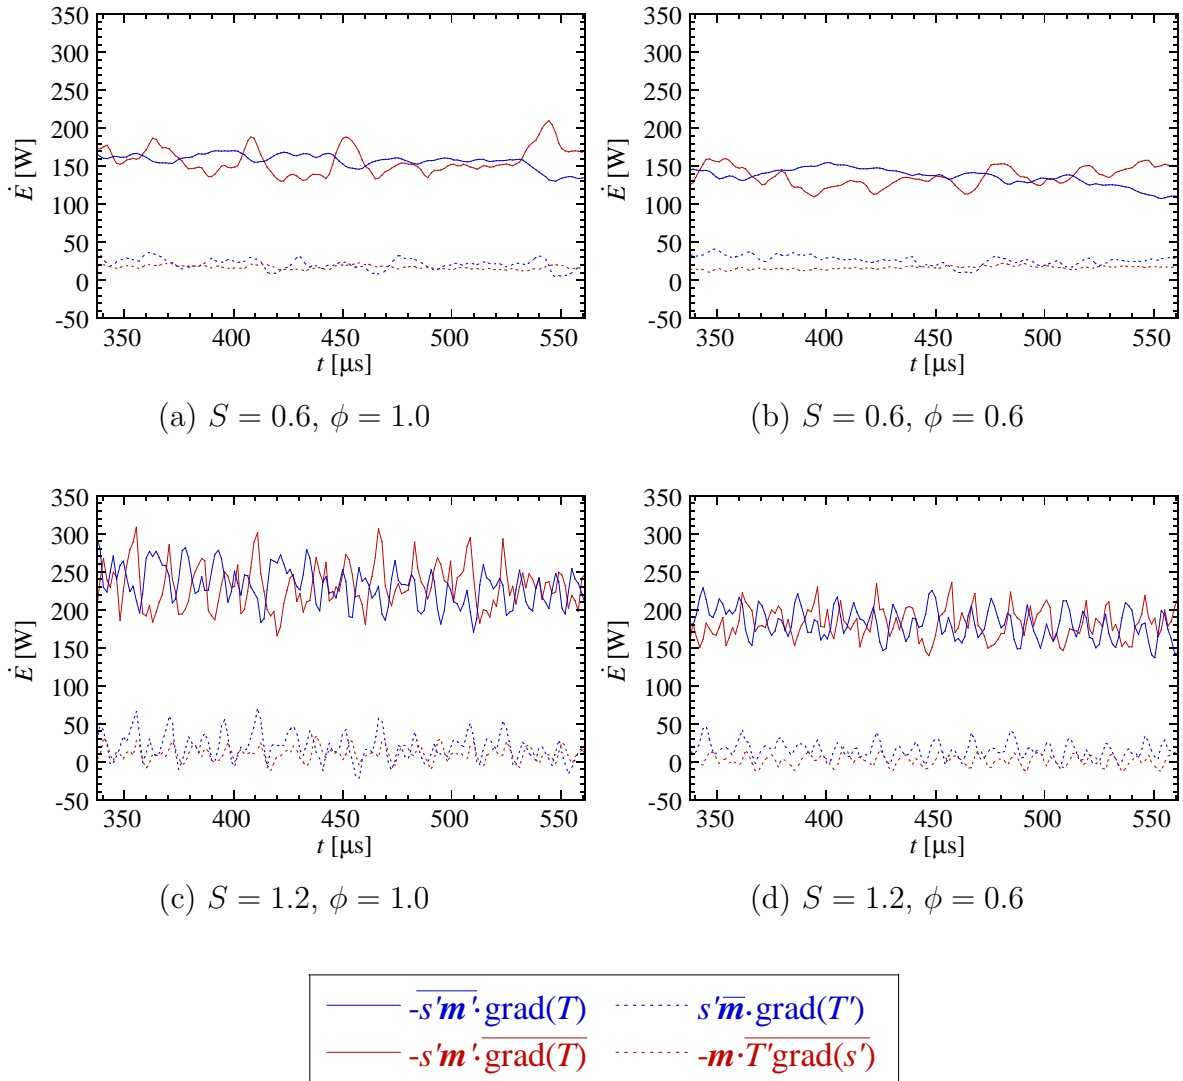 350
300
250
200
150
100
50
0
-50
Ė [W]
350 400 450 500 550
t [μs]
(a) S = 0.6, ϕ = 1.0
350
300
250
200
150
100
50
0
-50
Ė [W]
350 400 450 500 550
t [μs]
(b) S = 0.6, ϕ = 0.6
350
300
250
200
150
100
50
0
-50
Ė [W]
350 400 450 500 550
t [μs]
(c) S = 1.2, ϕ = 1.0
350
300
250
200
150
100
50
0
-50
Ė [W]
350 400 450 500 550
t [μs]
(d) S = 1.2, ϕ = 0.6
-s̅'̅m̅'̅·grad(T) s'm̅·grad(T')
-s'm'·g̅r̅a̅d̅(̅T̅)̅ -m·T̅'̅g̅r̅a̅d̅(̅s̅'̅)̅